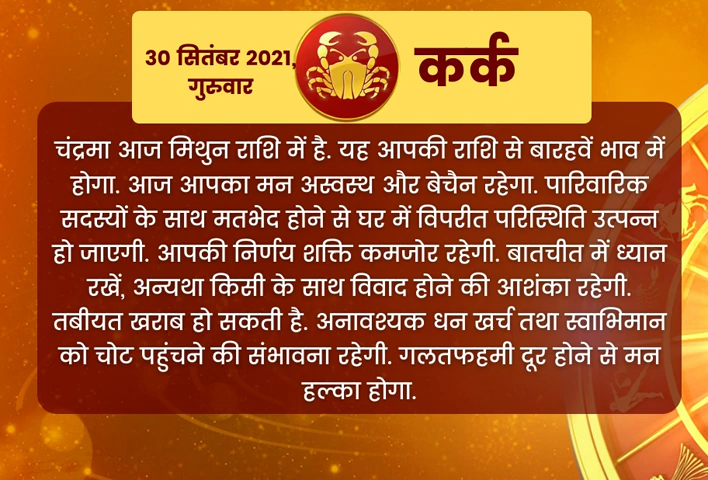 30 सितंबर 2021,
गुरुवार
कर्क
चंद्रमा आज मिथुन राशि में है. यह आपकी राशि से बारहवें भाव में
होगा. आज आपका मन अस्वस्थ और बेचैन रहेगा. पारिवारिक
सदस्यों के साथ मतभेद होने से घर में विपरीत परिस्थिति उत्पन्न
हो जाएगी. आपकी निर्णय शक्ति कमजोर रहेगी. बातचीत में ध्यान
रखें, अन्यथा किसी के साथ विवाद होने की आशंका रहेगी.
तबीयत खराब हो सकती है. अनावश्यक धन खर्च तथा स्वाभिमान
को चोट पहुंचने की संभावना रहेगी. गलतफहमी दूर होने से मन
हल्का होगा.